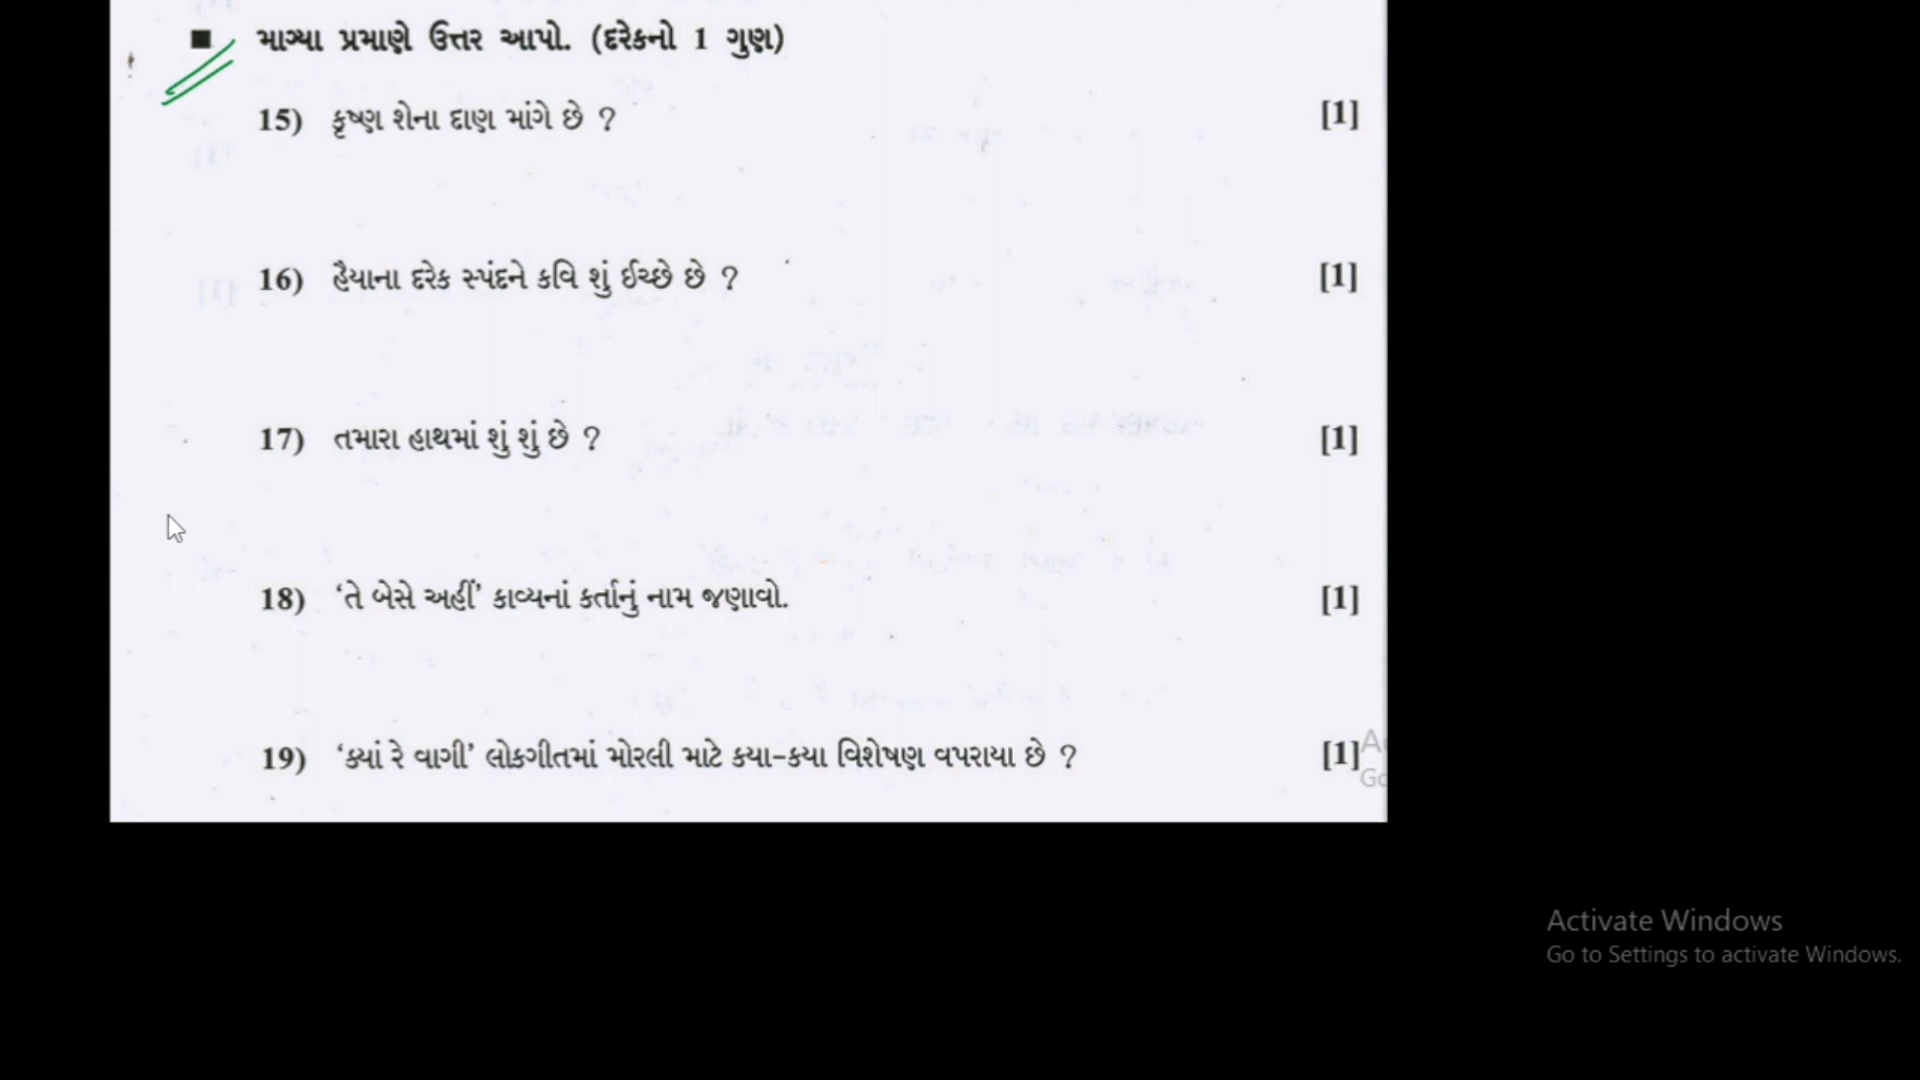 ■ માગ્યા પ્રમાણે ઉત્તર આપો. (દરેકનો 1 ગુણ)
15) કૃષ્ણ શેના દાણ માંગે છે ? [1]
16) હૈયાના દરેક સ્પંદને કવિ શું ઈચ્છે છે ? [1]
17) તમારા હાથમાં શું શું છે ? [1]
18) ‘તે બેસે અહીં’ કાવ્યનાં કર્તાનું નામ જણાવો. [1]
19) ‘ક્યાં રે વાગી’ લોકગીતમાં મોરલી માટે કયા-કયા વિશેષણ વપરાયા છે ? [1]
Activate Windows
Go to Settings to activate Windows.